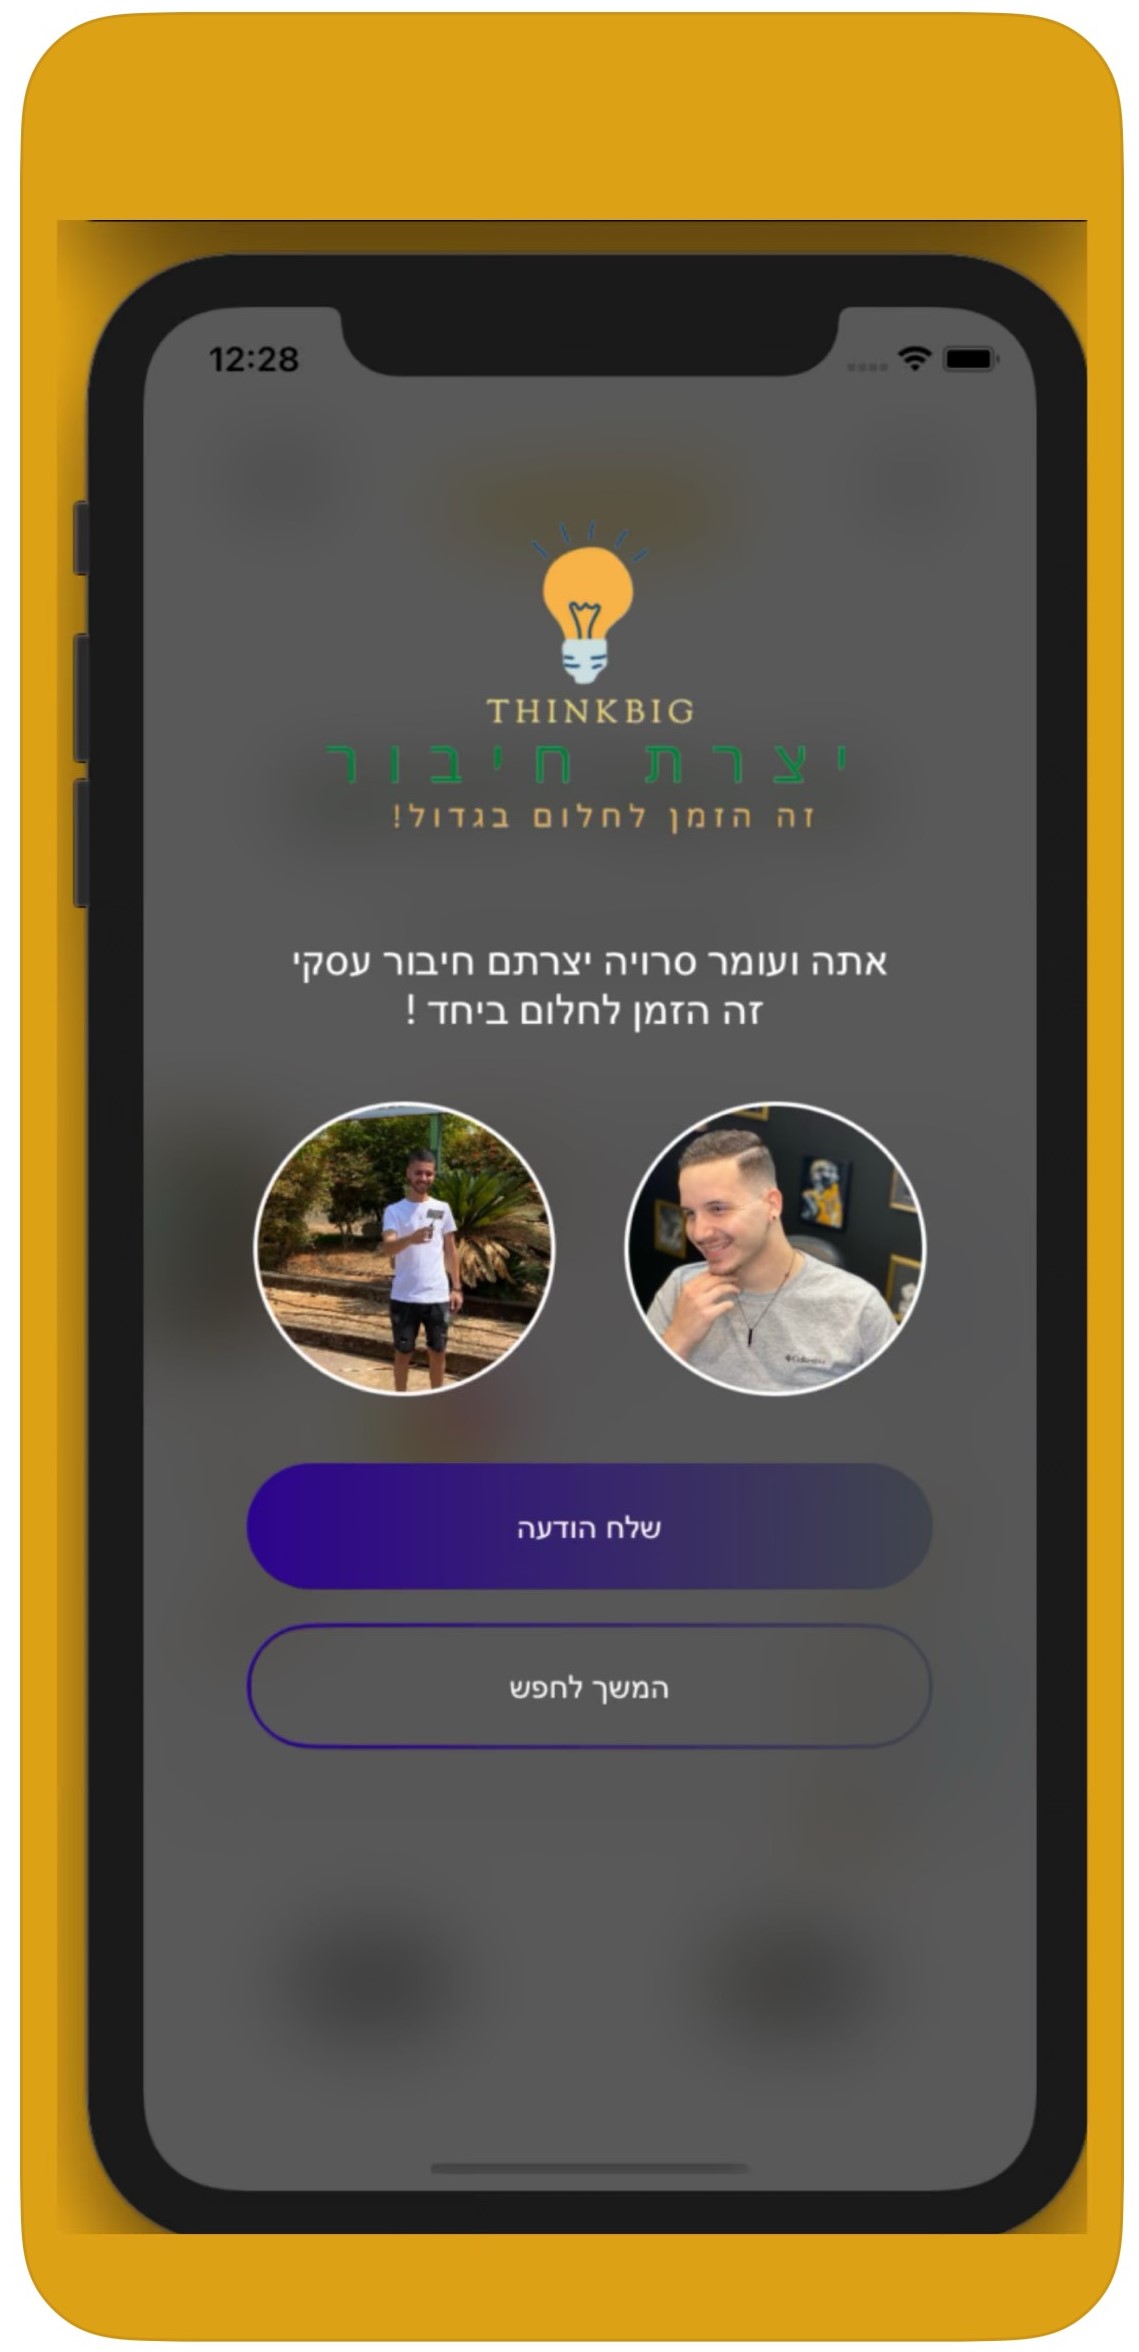 12:28
THINKBIG
יצרת חיבור
זה הזמן לחלום בגדול!
אתה ועומר סרויה יצרתם חיבור עסקי
זה הזמן לחלום ביחד !
שלח הודעה
המשך לחפש